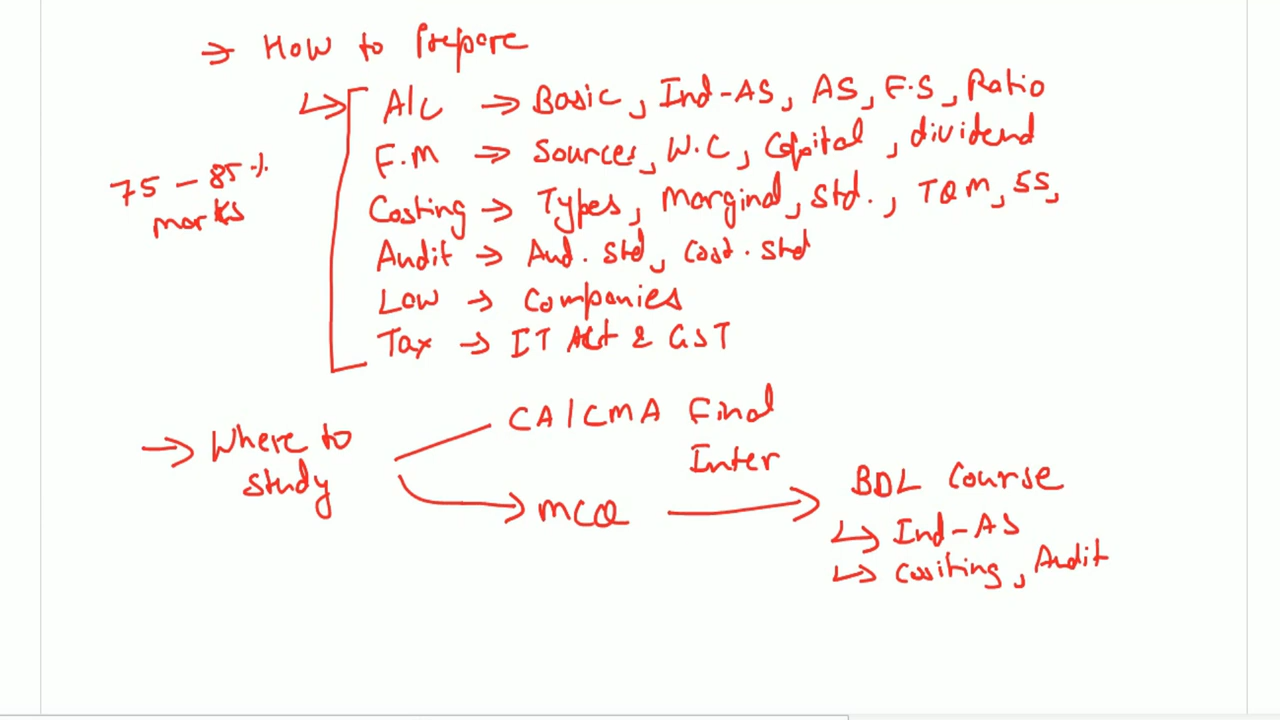 → How to Prepare
↳ A/C → Basic, Ind-AS, AS, F.S, Ratio
F.M → Sources, W.C, Capital, dividend
75 - 85% marks
Costing → Types, Marginal, Std., TQM, 5S,
Audit → Aud. Std, Cost. Std
Law → Companies
Tax → IT Act & GST
→ Where to study
CA/CMA Final
Inter
→ MCQ → BDL Course
↳ Ind-AS
↳ Cositing, Audit